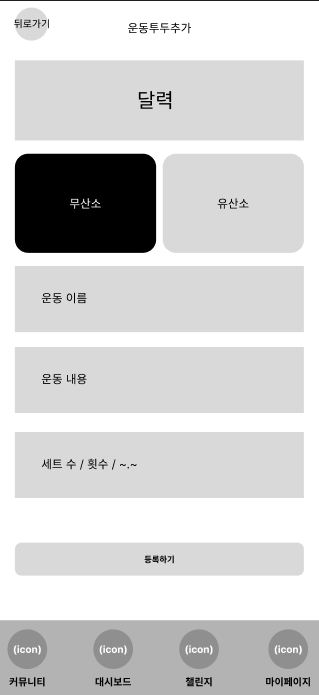 뒤로가기
운동투두추가
달력
무산소
유산소
운동 이름
운동 내용
세트 수 / 횟수 / ~.~
등록하기
(icon)
(icon)
(icon)
(icon)
커뮤니티
대시보드
챌린지
마이페이지